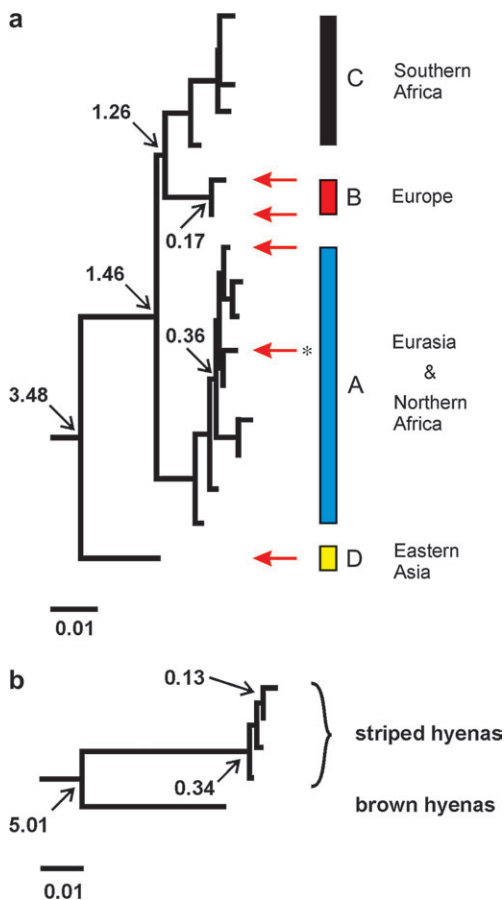 a
C
Southern
Africa
1.26
B
Europe
0.17
1.46
0.36
*
A
Eurasia
&
Northern
Africa
3.48
D
Eastern
Asia
0.01
b
0.13
striped hyenas
0.34
brown hyenas
5.01
0.01